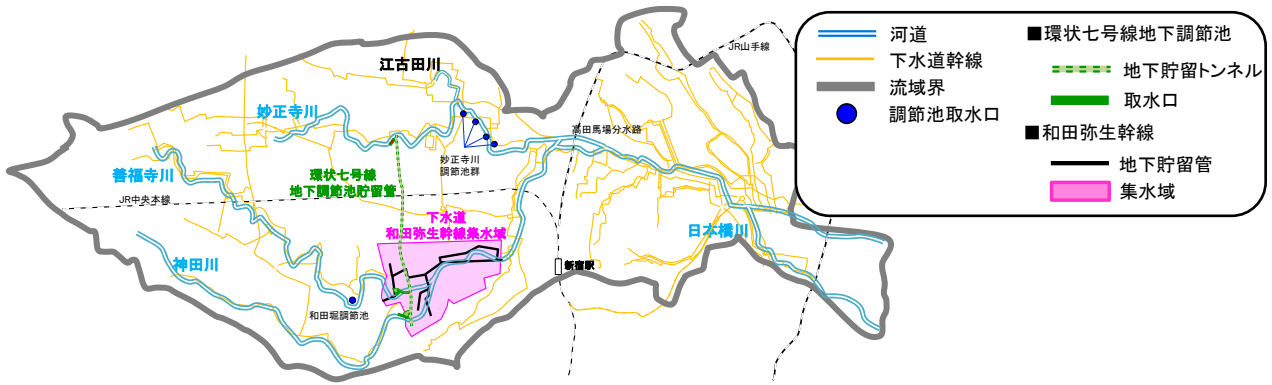 江古田川
妙正寺川
善福寺川
神田川
環状七号線
地下調節池貯留管
JR中央本線
妙正寺川
調節池群
高田馬場分水路
JR山手線
下水道
和田弥生幹線集水域
和田堀調節池
新宿駅
日本橋川
河道
下水道幹線
流域界
調節池取水口
■環状七号線地下調節池
地下貯留トンネル
取水口
■和田弥生幹線
地下貯留管
集水域